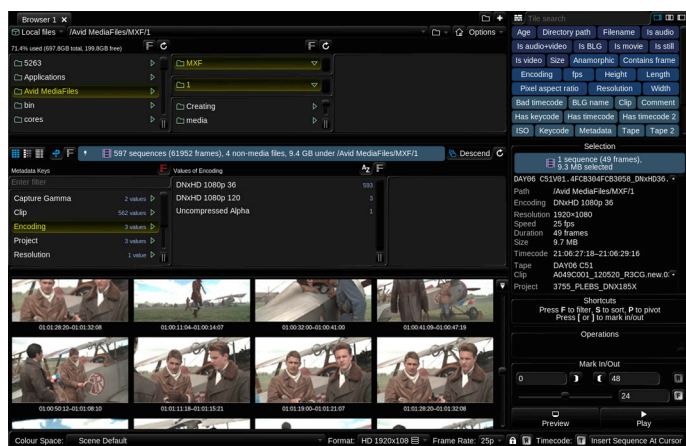 Browser 1
Local files /Avid MediaFiles/MXF/1 Options
71.4% used (697.8GB total, 199.8GB free) F F
5263
Applications
Avid MediaFiles
bin
cores
MXF
1
Creating
media
F 597 sequences (61952 frames), 4 non-media files, 9.4 GB under /Avid MediaFiles/MXF/1 Descend
Metadata Keys F Values of Encoding AZ F
Enter filter
Capture Gamma 2 values
Clip 562 values
Encoding 3 values
Project 3 values
Resolution 1 value
DNxHD 1080p 36 593
DNxHD 1080p 120 3
Uncompressed Alpha 1
01:01:28:20–01:01:32:08 01:00:11:04–01:00:14:07 01:00:32:00–01:00:41:00 01:00:41:09–01:00:47:19
01:00:50:12–01:01:08:10 01:01:11:18–01:01:15:21 01:01:19:00–01:01:21:07 01:01:28:20–01:01:32:08
Tile search
Age Directory path Filename Is audio
Is audio+video Is BLG Is movie Is still
Is video Size Anamorphic Contains frame
Encoding fps Height Length
Pixel aspect ratio Resolution Width
Bad timecode BLG name Clip Comment
Has keycode Has timecode Has timecode 2
ISO Keycode Metadata Tape Tape 2
Selection
1 sequence (49 frames),
9.3 MB selected
DAY06 C51V01.4FCB304FCB3058_DnxHD36.
Path /Avid MediaFiles/MXF/1
Encoding DNxHD 1080p 36
Resolution 1920×1080
Speed 25 fps
Duration 49 frames
Size 9.7 MB
Timecode 21:06:27:18–21:06:29:16
Tape DAY06 C51
Clip A049C001_120520_R3CG.new.0
Project 3755_PLEBS_DNX185X
Shortcuts
Press F to filter, S to sort, P to pivot
Press [ or ] to mark in/out
Operations
Mark In/Out
0 48
24 F
Preview Play
Colour Space: Scene Default Format: HD 1920x108 Frame Rate: 25p Timecode: Insert Sequence At Cursor